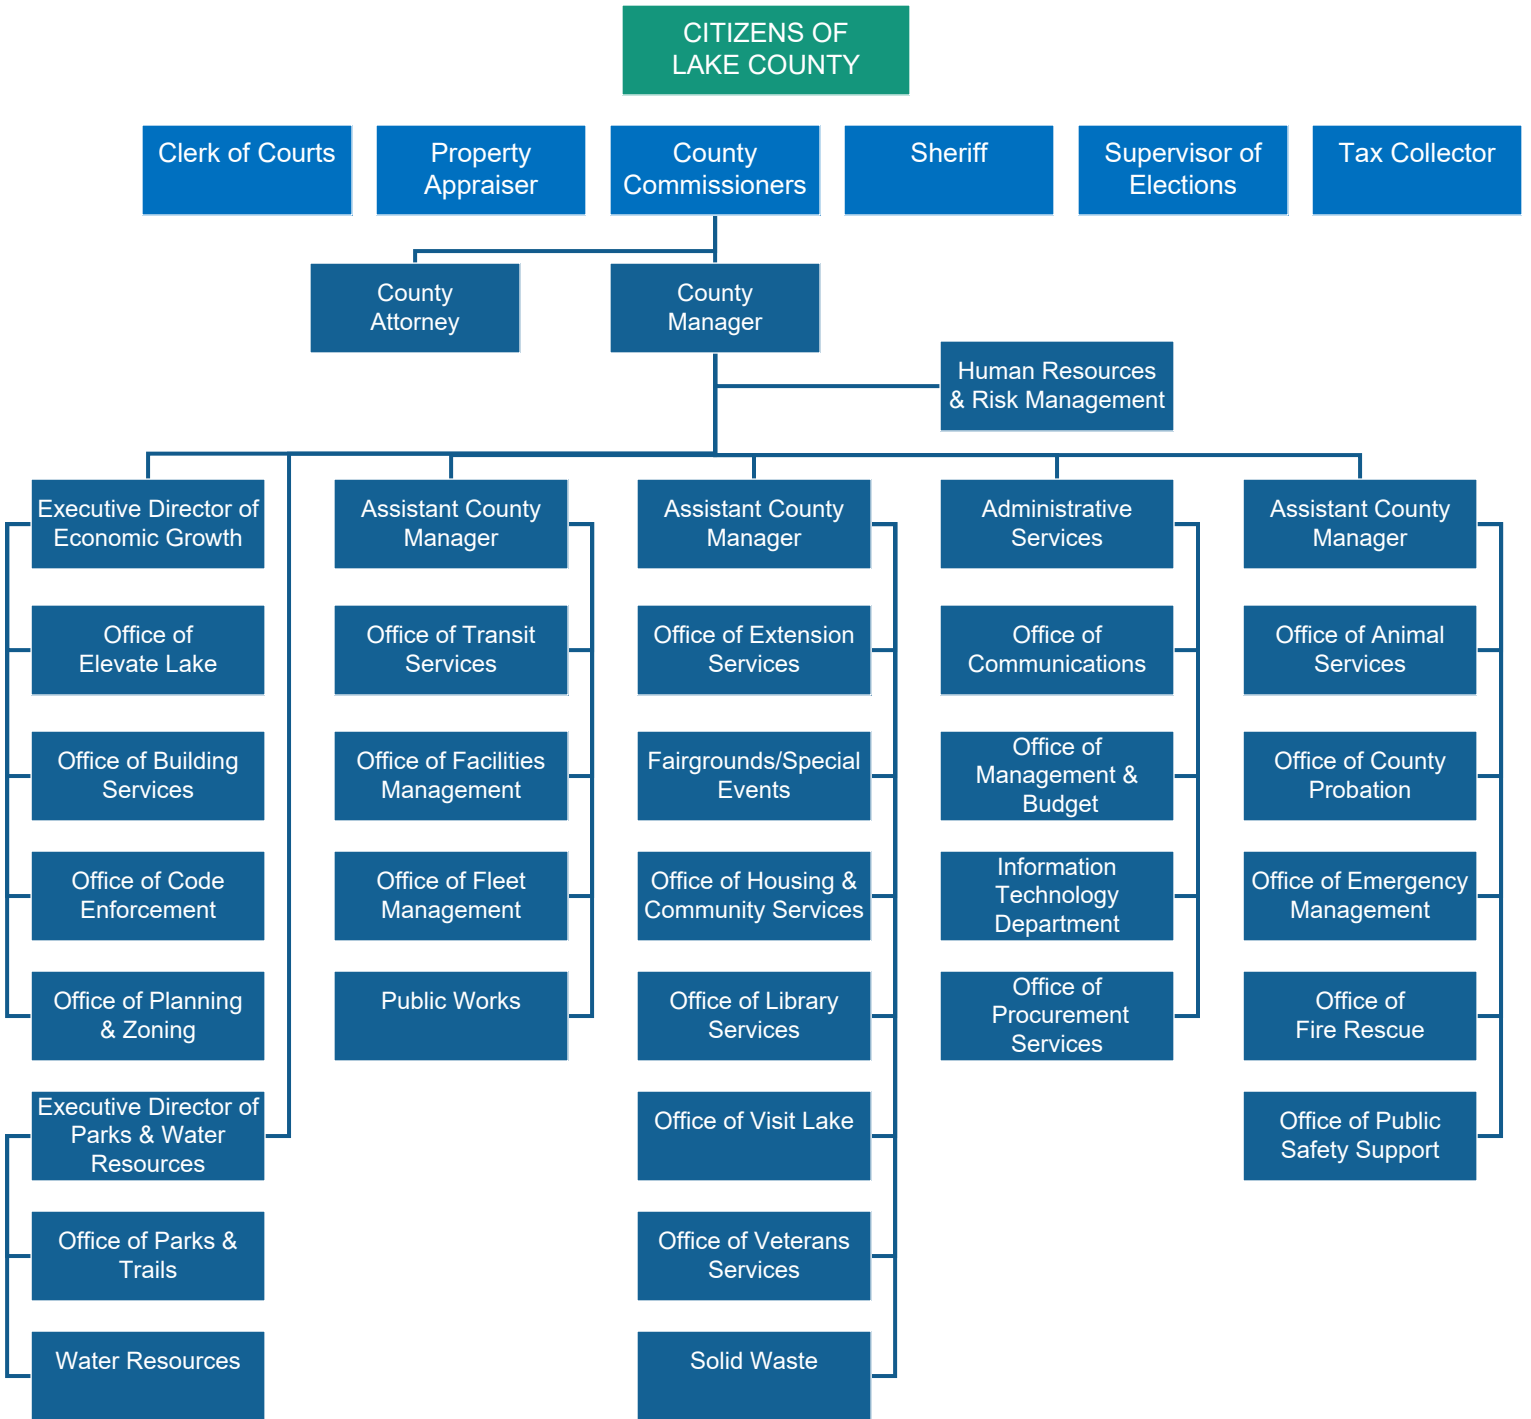 CITIZENS OF
LAKE COUNTY
Clerk of Courts
Property
Appraiser
County
Commissioners
Sheriff
Supervisor of
Elections
Tax Collector
County
Attorney
County
Manager
Human Resources
& Risk Management
Executive Director of
Economic Growth
Office of
Elevate Lake
Office of Building
Services
Office of Code
Enforcement
Office of Planning
& Zoning
Executive Director of
Parks & Water
Resources
Office of Parks &
Trails
Water Resources
Assistant County
Manager
Office of Transit
Services
Office of Facilities
Management
Office of Fleet
Management
Public Works
Assistant County
Manager
Office of Extension
Services
Fairgrounds/Special
Events
Office of Housing &
Community Services
Office of Library
Services
Office of Visit Lake
Office of Veterans
Services
Solid Waste
Administrative
Services
Office of
Communications
Office of
Management &
Budget
Information
Technology
Department
Office of
Procurement
Services
Assistant County
Manager
Office of Animal
Services
Office of County
Probation
Office of Emergency
Management
Office of
Fire Rescue
Office of Public
Safety Support